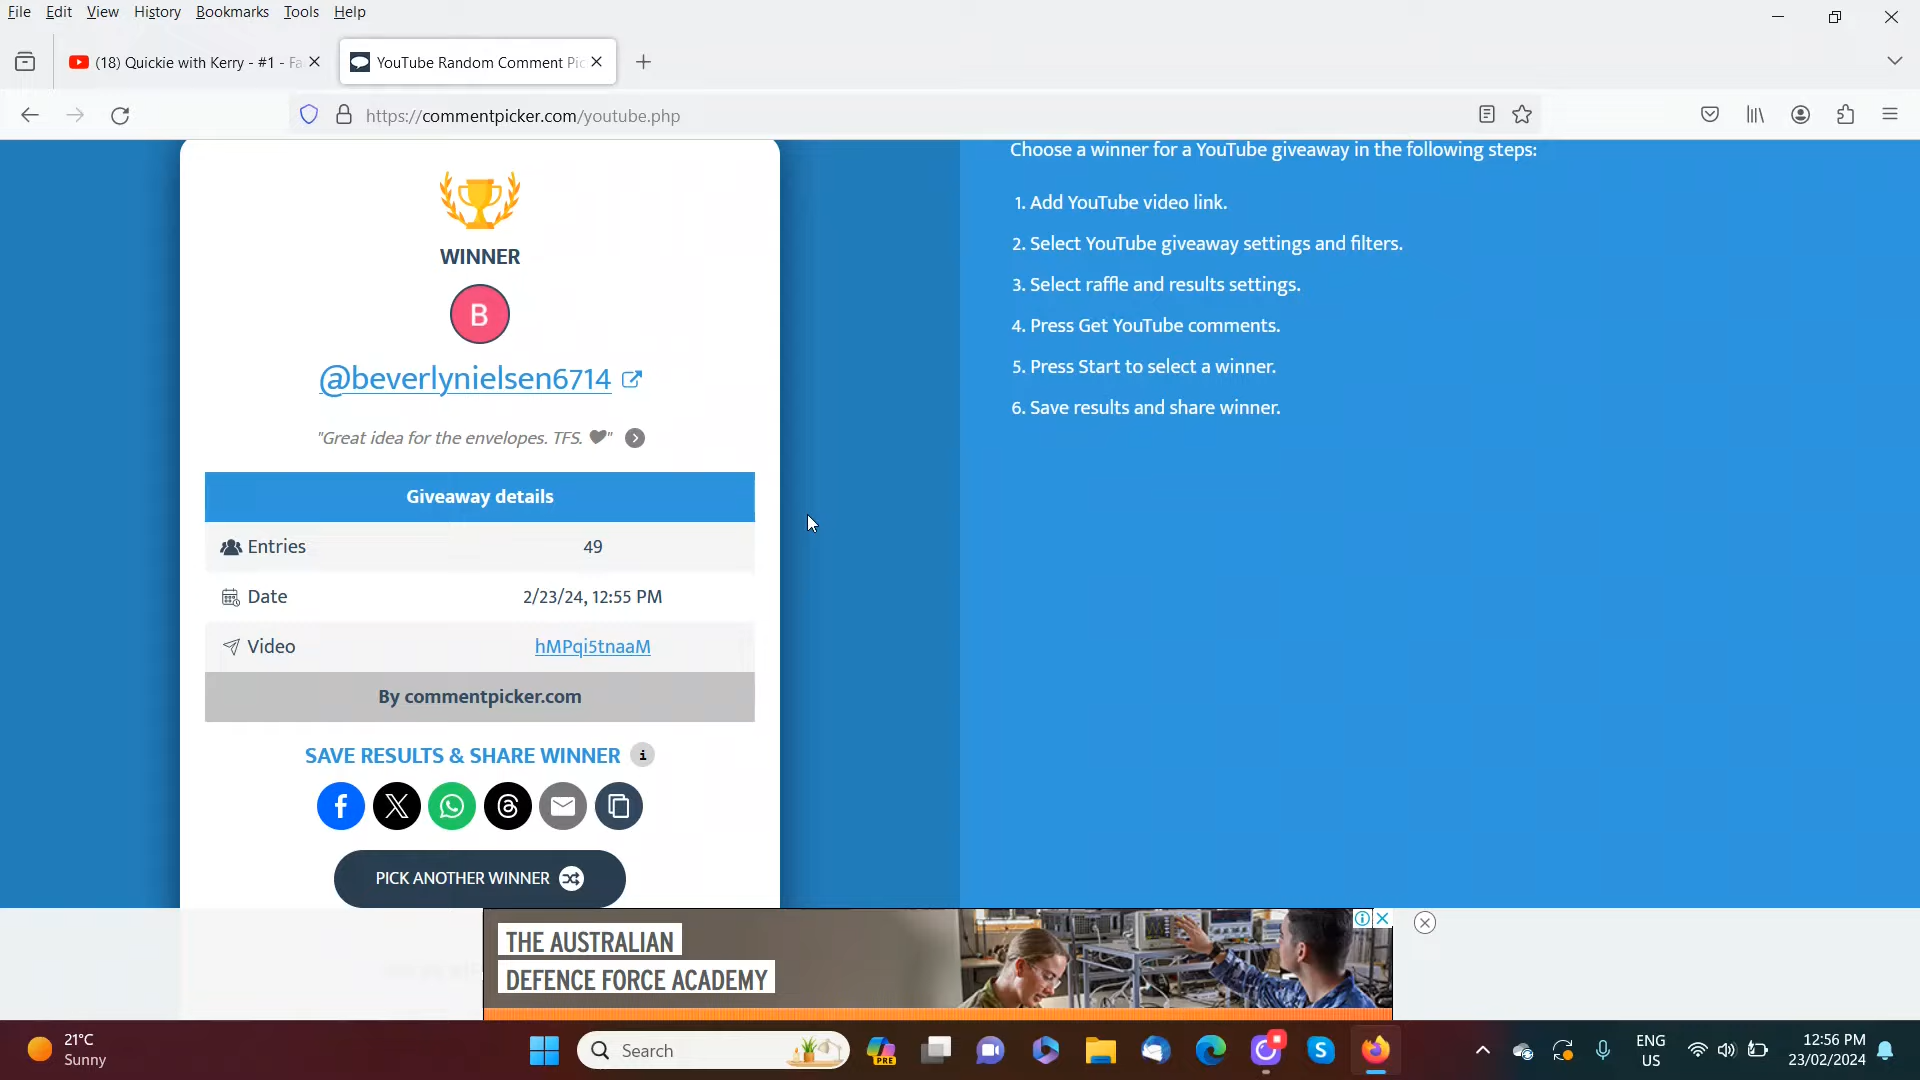 File Edit View History Bookmarks Tools Help
(18) Quickie with Kerry - #1 - Fa
YouTube Random Comment Pic
https://commentpicker.com/youtube.php
WINNER
B
@beverlynielsen6714
"Great idea for the envelopes. TFS. 🖤"
Giveaway details
Entries 49
Date 2/23/24, 12:55 PM
Video hMPqi5tnaaM
By commentpicker.com
SAVE RESULTS & SHARE WINNER i
PICK ANOTHER WINNER
Choose a winner for a YouTube giveaway in the following steps:
1. Add YouTube video link.
2. Select YouTube giveaway settings and filters.
3. Select raffle and results settings.
4. Press Get YouTube comments.
5. Press Start to select a winner.
6. Save results and share winner.
THE AUSTRALIAN
DEFENCE FORCE ACADEMY
21°C
Sunny
Search
PRE
ENG
US
12:56 PM
23/02/2024